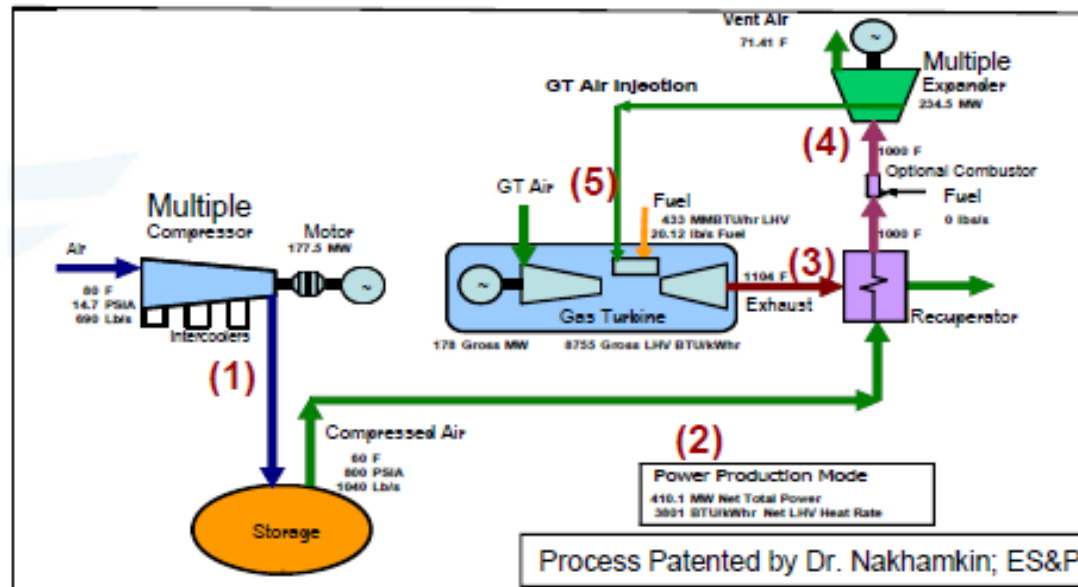 Vent Air
71.41 F
Multiple
Expander
234.5 MW
GT Air Injection
(4)
1000 F
Optional Combustor
Fuel
0 lbs/s
1000 F
GT Air
(5)
Fuel
433 MMBTU/hr LHV
20.12 lb/s Fuel
Multiple
Compressor
Motor
177.5 MW
Air
80 F
14.7 PSIA
690 Lb/s
Intercoolers
(1)
Gas Turbine
178 Gross MW
8755 Gross LHV BTU/kWhr
1104 F
Exhaust
(3)
Recuperator
Compressed Air
60 F
800 PSIA
1040 Lb/s
Storage
(2)
Power Production Mode
410.1 MW Net Total Power
3801 BTU/kWhr Net LHV Heat Rate
Process Patented by Dr. Nakhamkin; ES&P